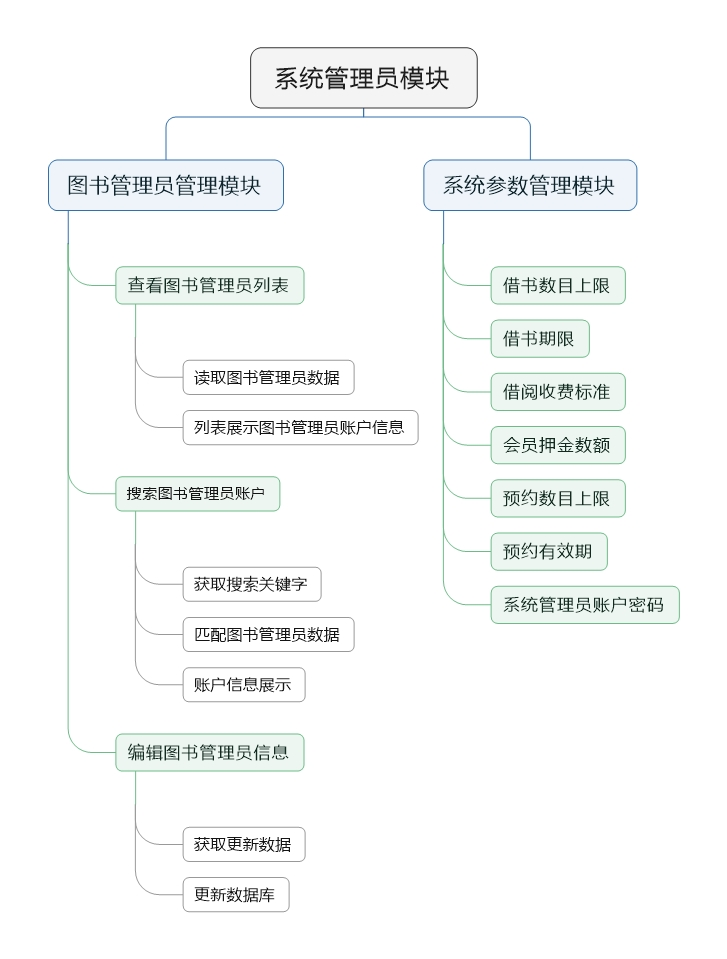 系统管理员模块
图书管理员管理模块
查看图书管理员列表
读取图书管理员数据
列表展示图书管理员账户信息
搜索图书管理员账户
获取搜索关键字
匹配图书管理员数据
账户信息展示
编辑图书管理员信息
获取更新数据
更新数据库
系统参数管理模块
借书数目上限
借书期限
借阅收费标准
会员押金数额
预约数目上限
预约有效期
系统管理员账户密码